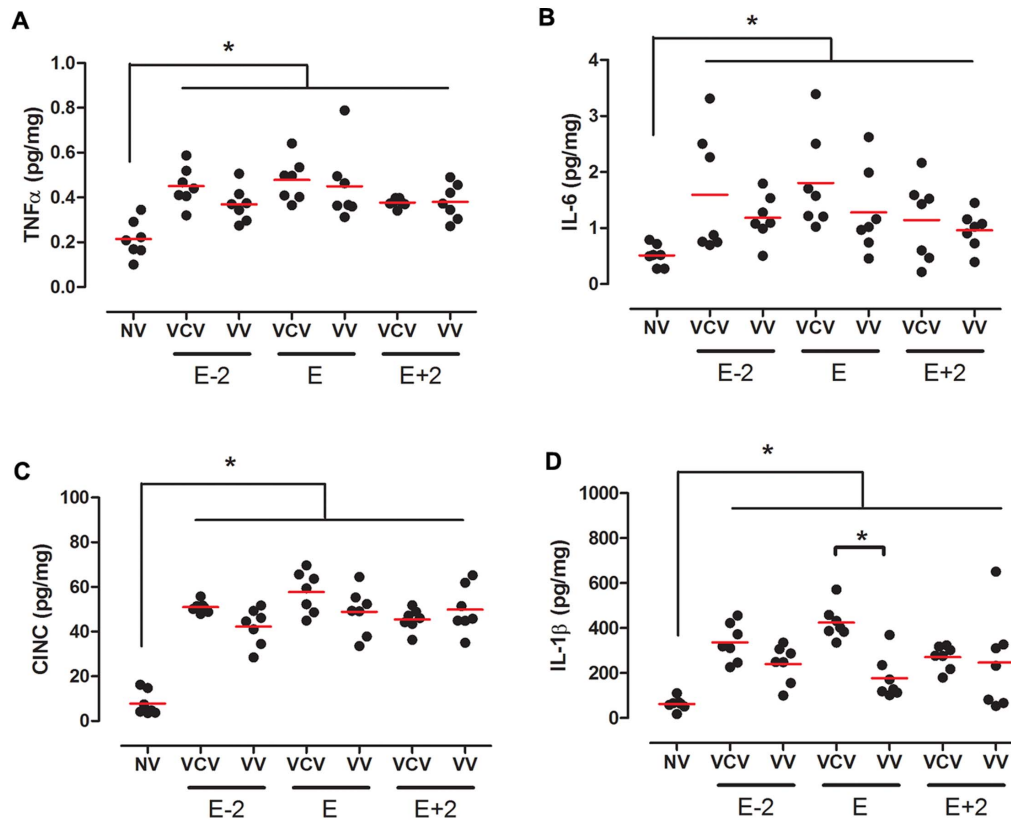 A
*
TNFα (pg/mg)
1.0
0.8
0.6
0.4
0.2
0.0
NV VCV VV VCV VV VCV VV
E-2 E E+2
B
*
IL-6 (pg/mg)
4
3
2
1
0
NV VCV VV VCV VV VCV VV
E-2 E E+2
C
*
CINC (pg/mg)
100
80
60
40
20
0
NV VCV VV VCV VV VCV VV
E-2 E E+2
D
*
*
IL-1β (pg/mg)
1000
800
600
400
200
0
NV VCV VV VCV VV VCV VV
E-2 E E+2